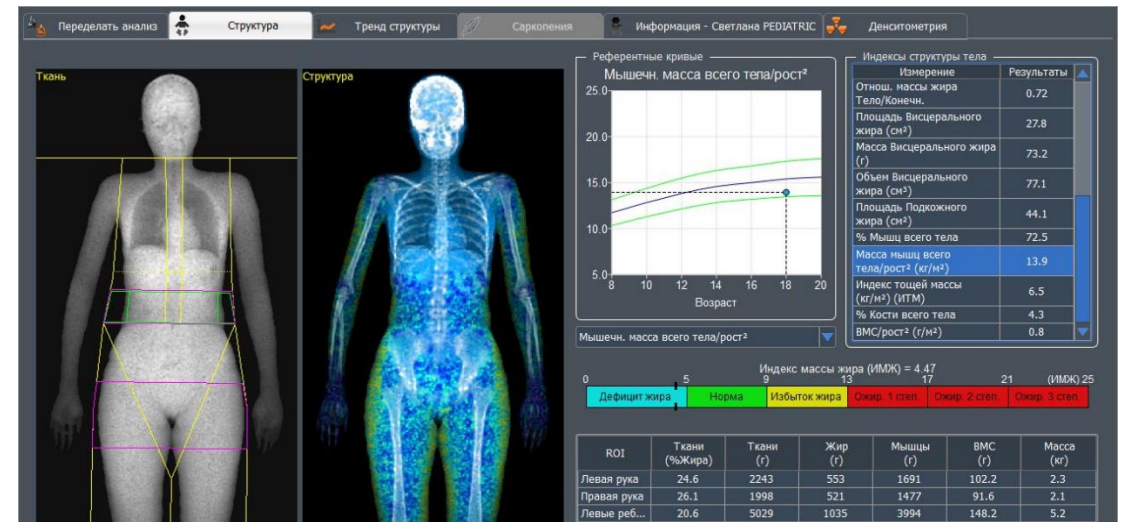 Переделать анализ
Структура
Тренд структуры
Саркопения
Информация - Светлана PEDIATRIC
Денситометрия
Ткань
Структура
Референтные кривые
Мышечн. масса всего тела/рост²
25.0
20.0
15.0
10.0
5.0
8 10 12 14 16 18 20
Возраст
Мышечн. масса всего тела/рост²
Индексы структуры тела
Измерение Результаты
Отнош. массы жира
Тело/Конечн. 0.72
Площадь Висцерального
жира (см²) 27.8
Масса Висцерального жира
(г) 73.2
Объем Висцерального
жира (см³) 77.1
Площадь Подкожного
жира (см²) 44.1
% Мышц всего тела 72.5
Масса мышц всего
тела/рост² (кг/м²) 13.9
Индекс тощей массы
(кг/м²) (ИТМ) 6.5
% Кости всего тела 4.3
BMC/рост² (г/м²) 0.8
Индекс массы жира (ИМЖ) = 4.47
0 5 9 13 17 21 (ИМЖ) 25
Дефицит жира Норма Избыток жира Ожир. 1 степ. Ожир. 2 степ. Ожир. 3 степ.
ROI Ткани Ткани Жир Мышцы BMC Масса
(%Жира) (г) (г) (г) (г) (кг)
Левая рука 24.6 2243 553 1691 102.2 2.3
Правая рука 26.1 1998 521 1477 91.6 2.1
Левые реб... 20.6 5029 1035 3994 148.2 5.2